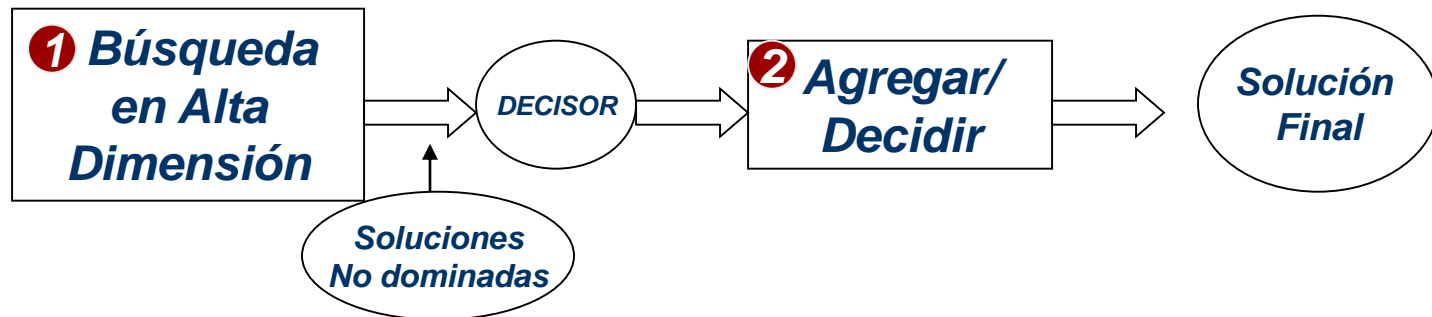 1 Búsqueda
en Alta
Dimensión
DECISOR
2 Agregar/
Decidir
Solución
Final
Soluciones
No dominadas